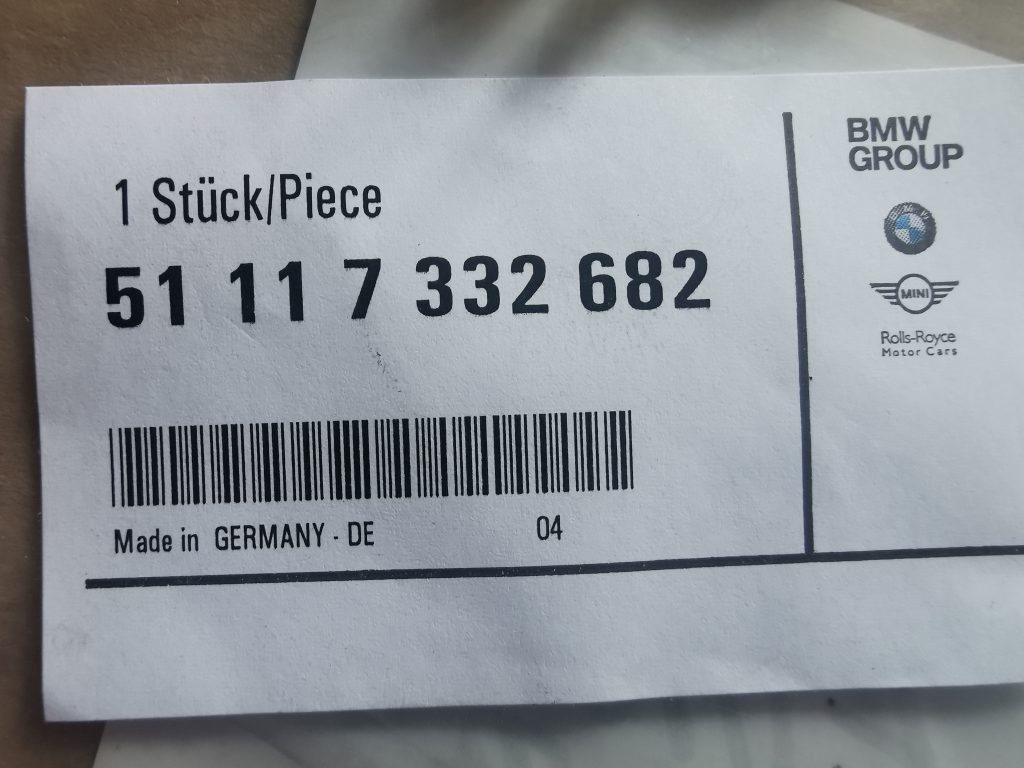 1 Stück/Piece
51 11 7 332 682
Made in GERMANY - DE 04
BMW
GROUP
MINI
Rolls-Royce
Motor Cars